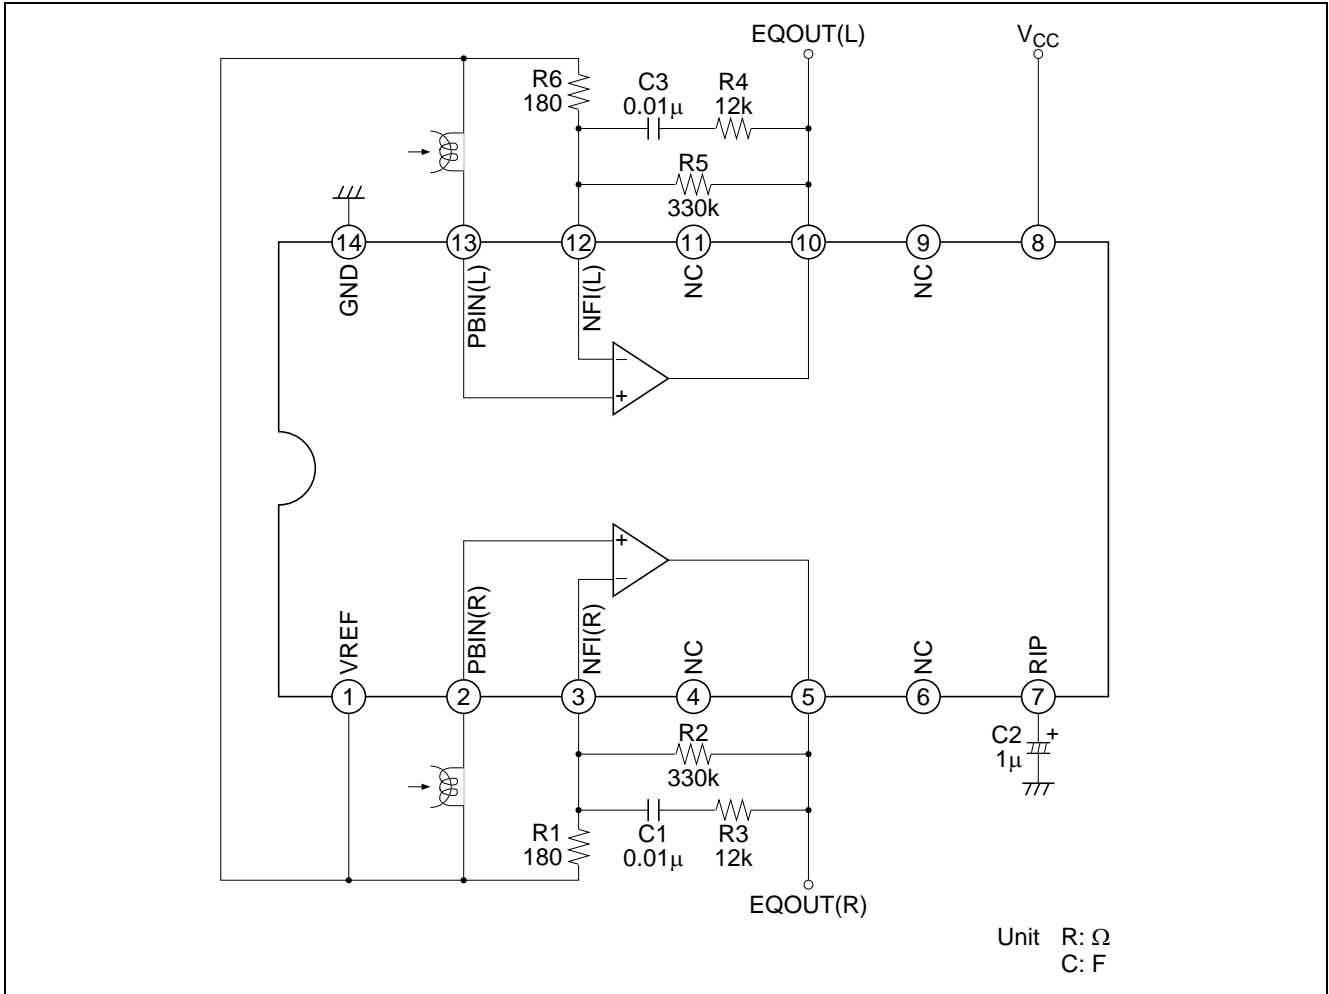 EQOUT(L)
VCC
R6
180
C3
0.01μ
R4
12k
R5
330k
14
13
12
11
10
9
8
GND
PBIN(L)
NFI(L)
NC
NC
−
+
+
−
VREF
PBIN(R)
NFI(R)
NC
NC
RIP
1
2
3
4
5
6
7
R2
330k
C2
1μ
+
R1
180
C1
0.01μ
R3
12k
EQOUT(R)
Unit R: Ω
C: F